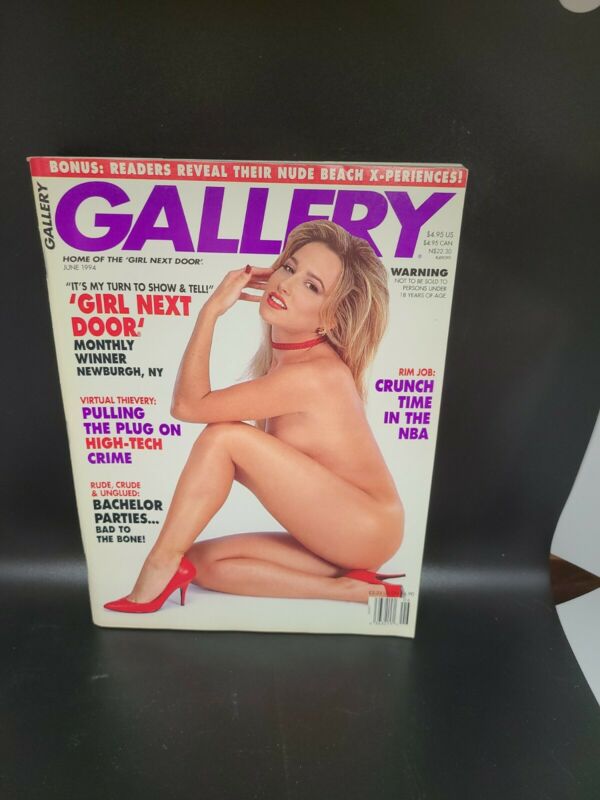 BONUS: READERS REVEAL THEIR NUDE BEACH X-PERIENCES!
GALLERY
GALLERY
HOME OF THE 'GIRL NEXT DOOR'.
JUNE 1994
$4.95 US
$4.95 CAN
WARNING
NOT TO BE SOLD TO
PERSONS UNDER
18 YEARS OF AGE
"IT'S MY TURN TO SHOW & TELL!"
'GIRL NEXT
DOOR'
MONTHLY
WINNER
NEWBURGH, NY
VIRTUAL THIEVERY:
PULLING
THE PLUG ON
HIGH-TECH
CRIME
RUDE, CRUDE
& UNGLUED:
BACHELOR
PARTIES...
BAD TO
THE BONE!
RIM JOB:
CRUNCH
TIME
IN THE
NBA